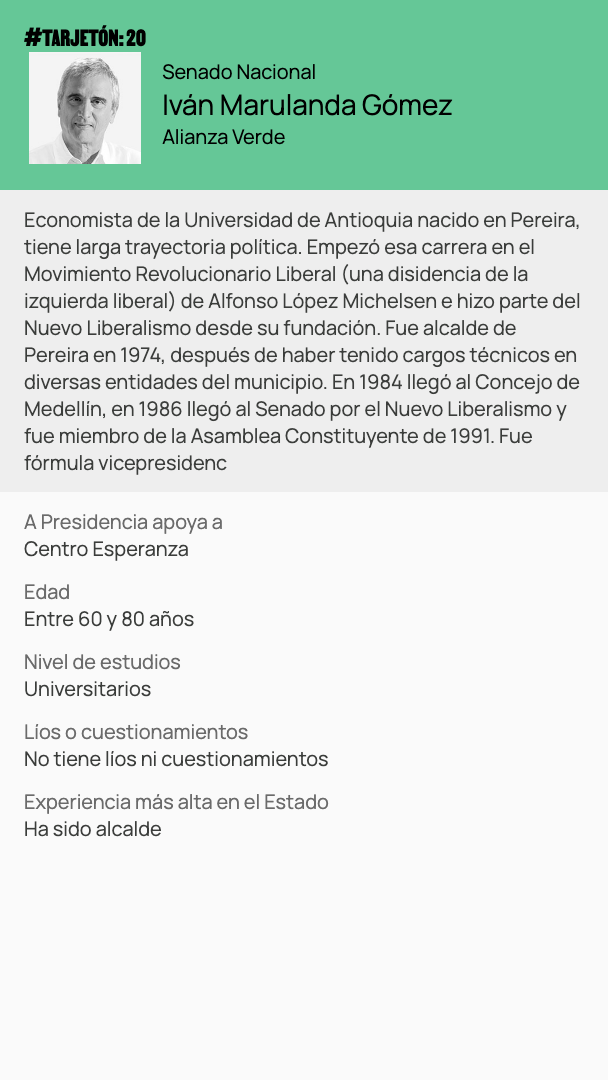 #TARJETÓN: 20
Senado Nacional
Iván Marulanda Gómez
Alianza Verde
Economista de la Universidad de Antioquia nacido en Pereira,
tiene larga trayectoria política. Empezó esa carrera en el
Movimiento Revolucionario Liberal (una disidencia de la
izquierda liberal) de Alfonso López Michelsen e hizo parte del
Nuevo Liberalismo desde su fundación. Fue alcalde de
Pereira en 1974, después de haber tenido cargos técnicos en
diversas entidades del municipio. En 1984 llegó al Concejo de
Medellín, en 1986 llegó al Senado por el Nuevo Liberalismo y
fue miembro de la Asamblea Constituyente de 1991. Fue
fórmula vicepresidenc
A Presidencia apoya a
Centro Esperanza
Edad
Entre 60 y 80 años
Nivel de estudios
Universitarios
Líos o cuestionamientos
No tiene líos ni cuestionamientos
Experiencia más alta en el Estado
Ha sido alcalde